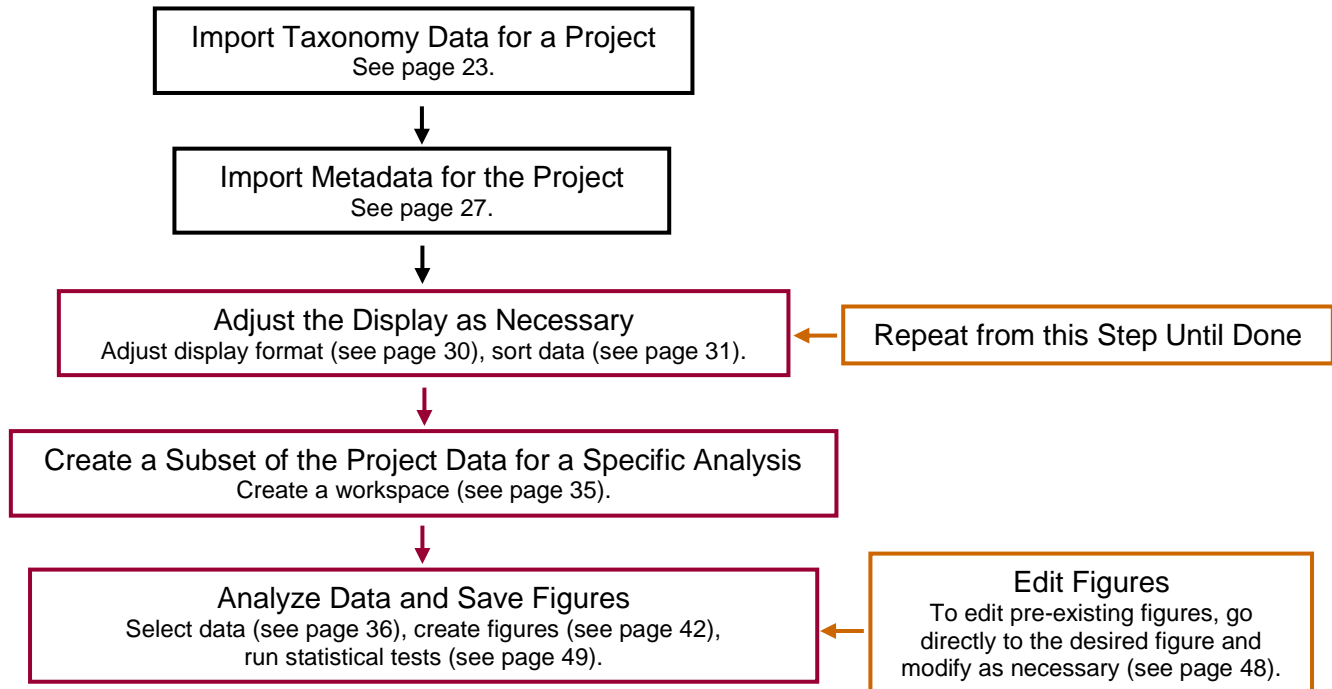 Import Taxonomy Data for a Project
See page 23.
Import Metadata for the Project
See page 27.
Adjust the Display as Necessary
Adjust display format (see page 30), sort data (see page 31).
Repeat from this Step Until Done
Create a Subset of the Project Data for a Specific Analysis
Create a workspace (see page 35).
Analyze Data and Save Figures
Select data (see page 36), create figures (see page 42),
run statistical tests (see page 49).
Edit Figures
To edit pre-existing figures, go
directly to the desired figure and
modify as necessary (see page 48).